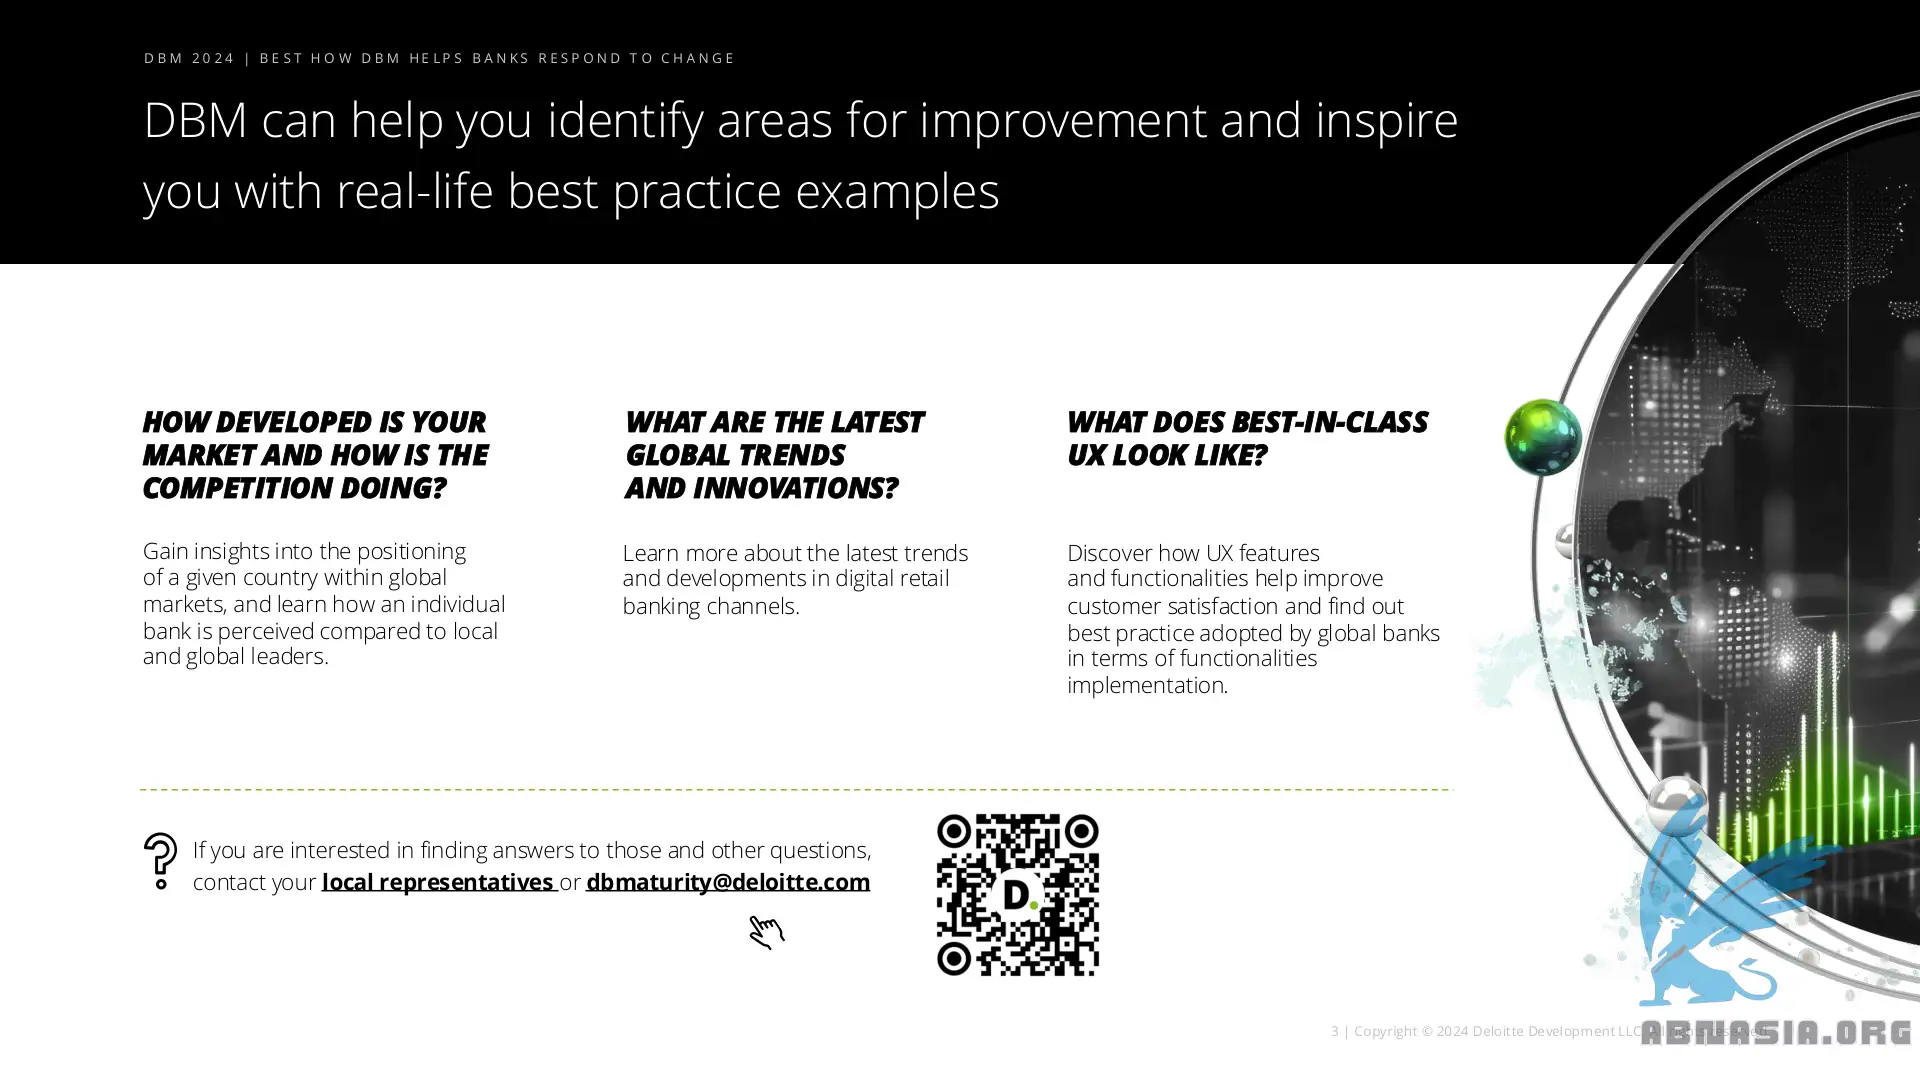 DBM 2024 | BEST HOW DBM HELPS BANKS RESPOND TO CHANGE
DBM can help you identify areas for improvement and inspire
you with real-life best practice examples
HOW DEVELOPED IS YOUR
MARKET AND HOW IS THE
COMPETITION DOING?
Gain insights into the positioning
of a given country within global
markets, and learn how an individual
bank is perceived compared to local
and global leaders.
WHAT ARE THE LATEST
GLOBAL TRENDS
AND INNOVATIONS?
Learn more about the latest trends
and developments in digital retail
banking channels.
WHAT DOES BEST-IN-CLASS
UX LOOK LIKE?
Discover how UX features
and functionalities help improve
customer satisfaction and find out
best practice adopted by global banks
in terms of functionalities
implementation.
If you are interested in finding answers to those and other questions,
contact your local representatives or dbmaturity@deloitte.com
D.
3 | Copyright © 2024 Deloitte Development LLC. All rights reserved.
ABWASIA.ORG